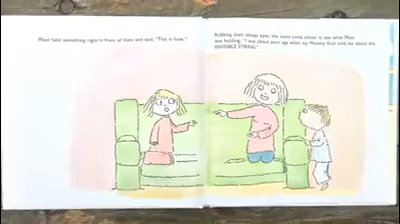 Mom held something right in front of them and said, "This is how."
Rubbing their sleepy eyes, the twins came closer to see what Mom
was holding. "I was about your age when my Mommy first told me about the
INVISIBLE STRING."